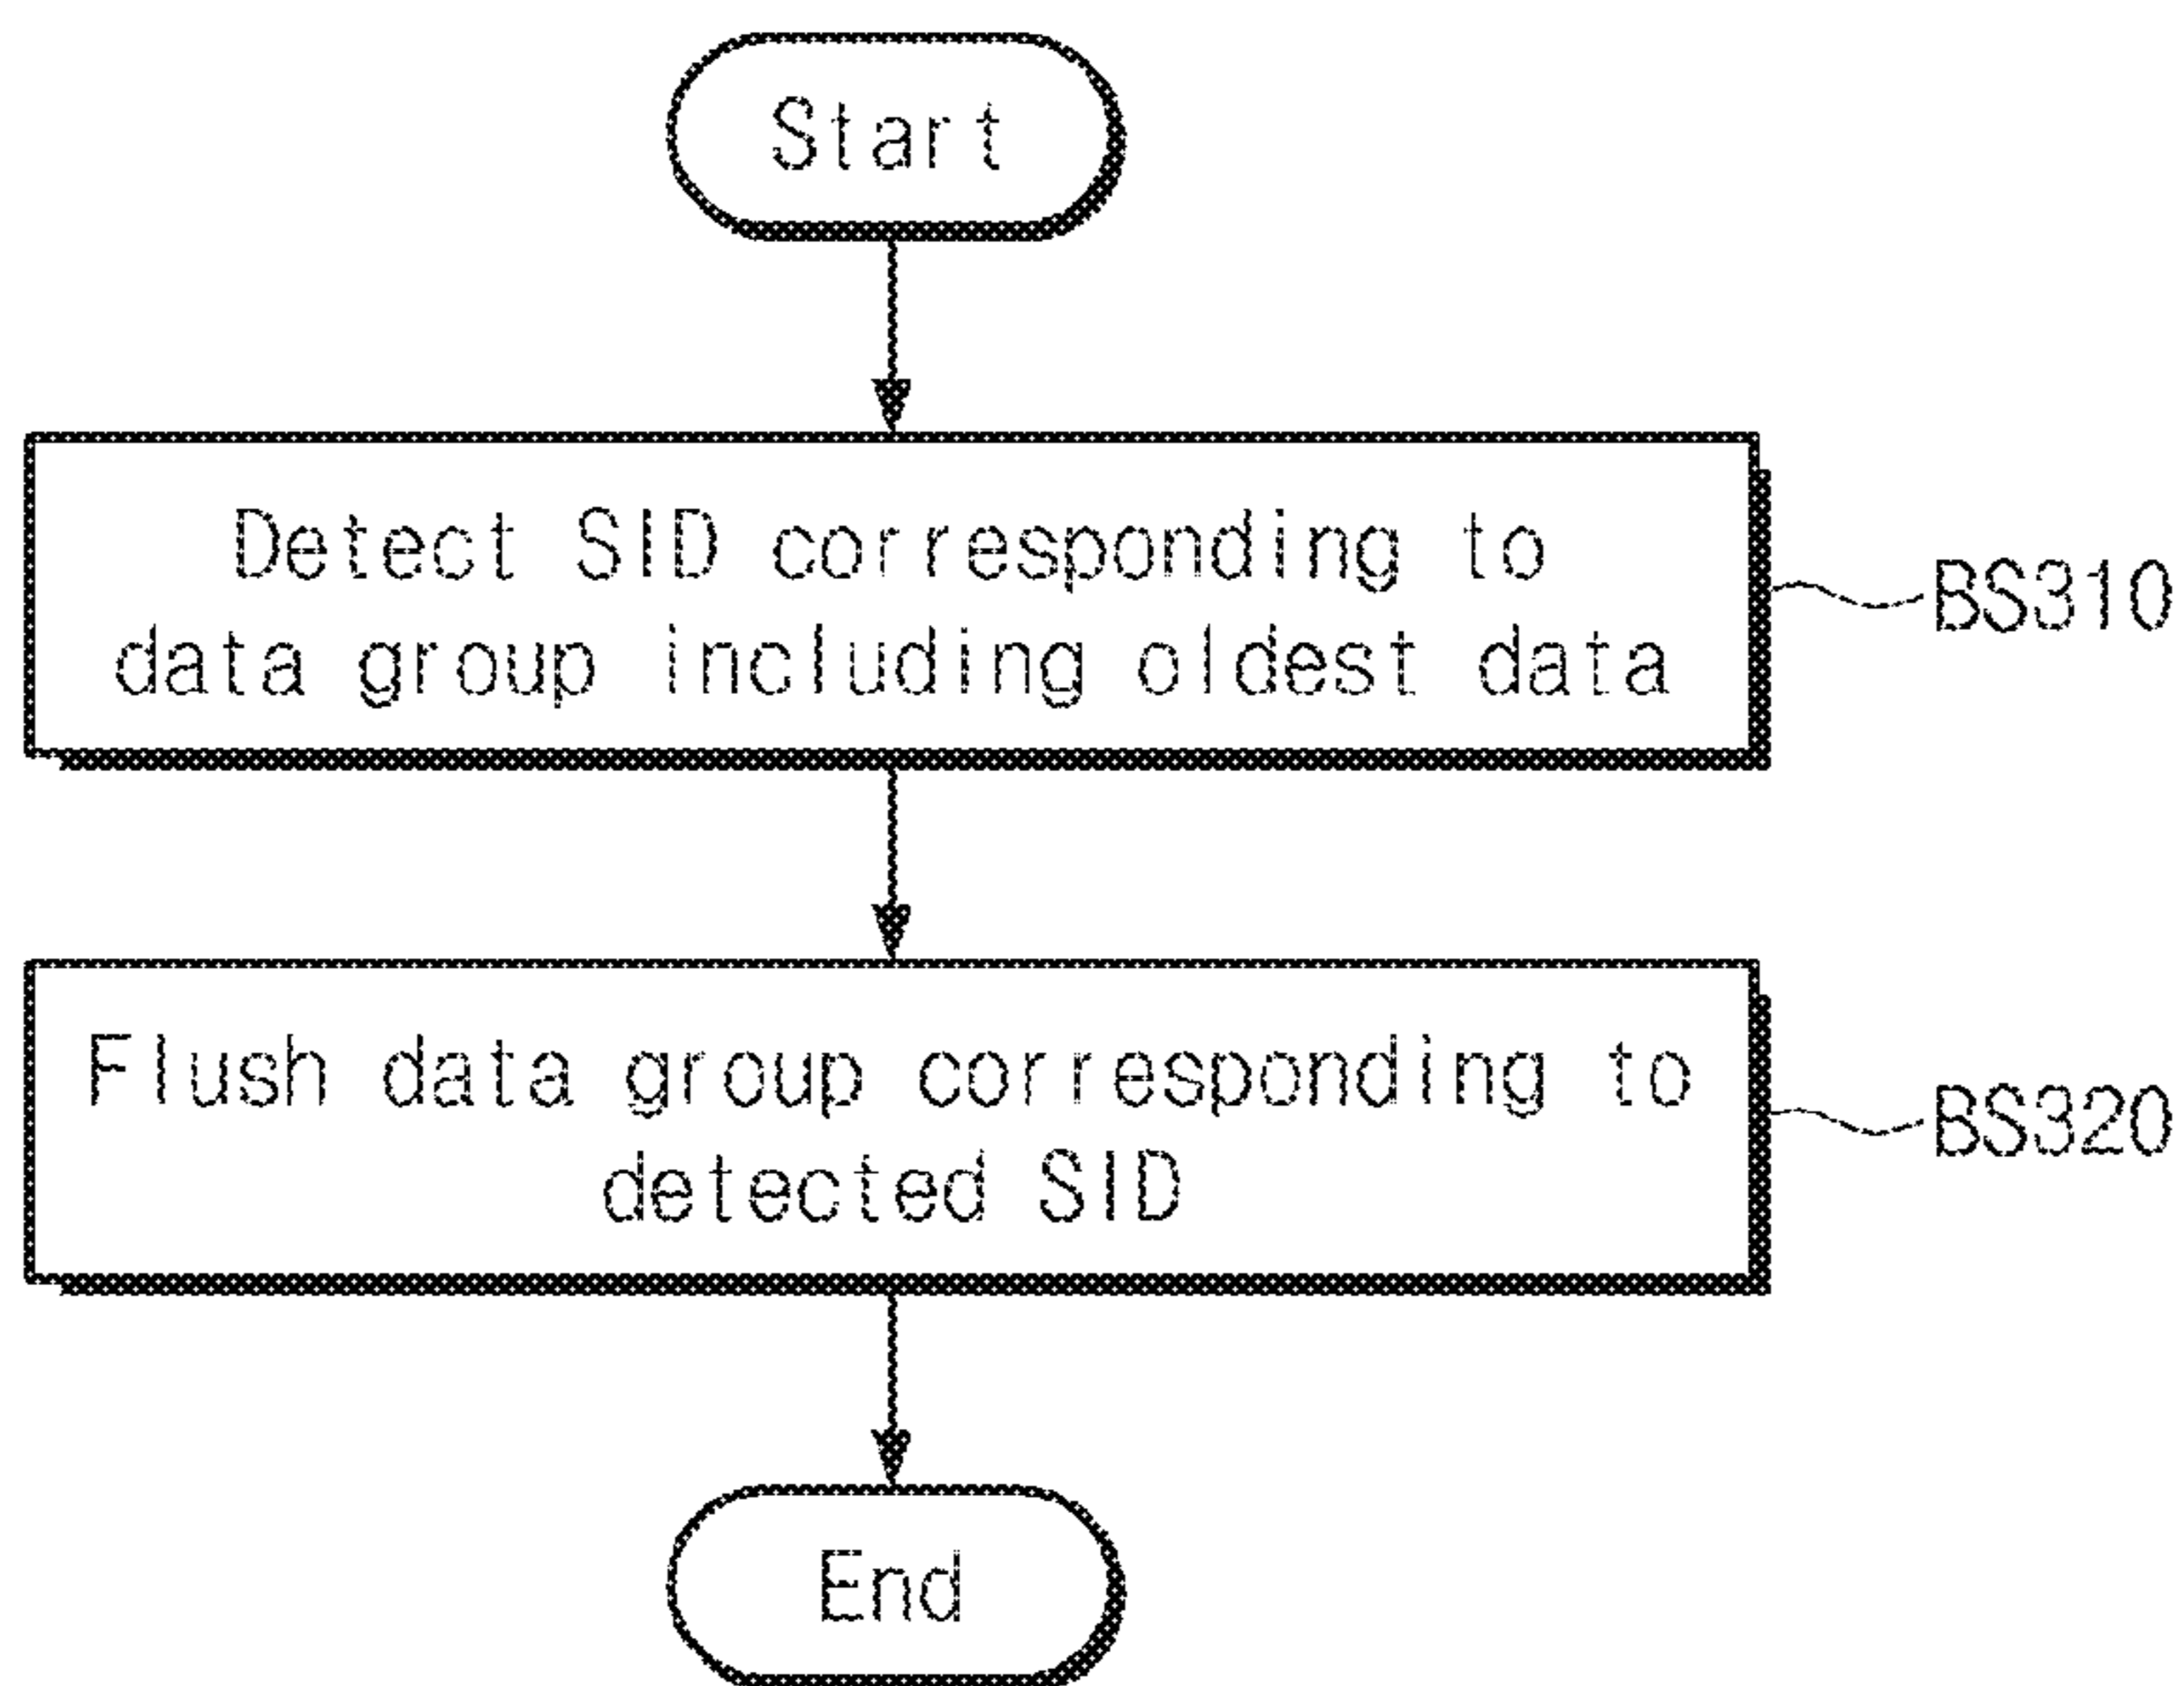 Start
Detect SID corresponding to
data group including oldest data
BS310
Flush data group corresponding to
detected SID
BS320
End